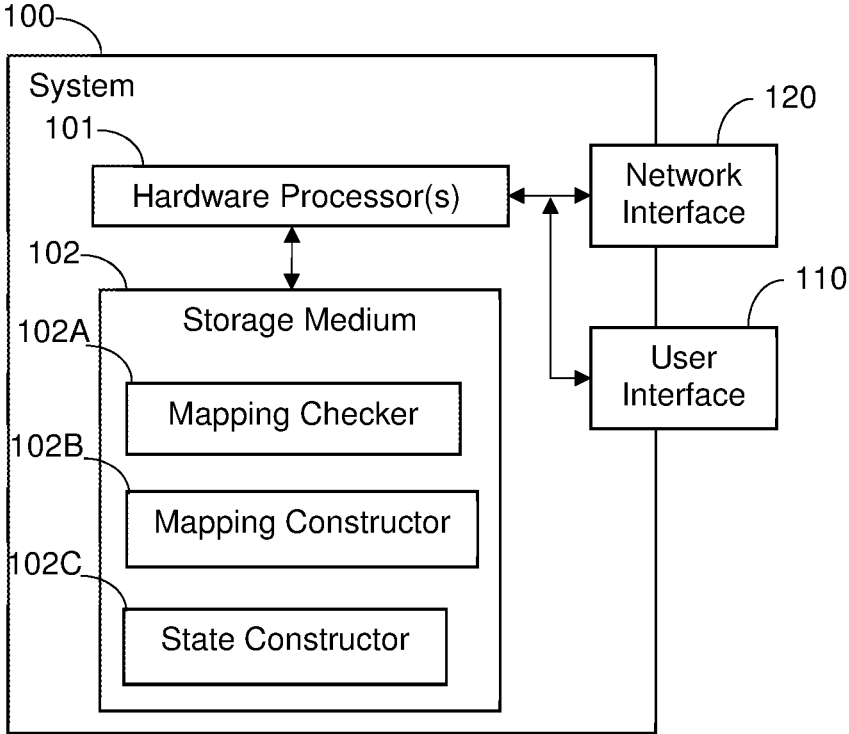 100
System
120
101
Network
Interface
Hardware Processor(s)
102
110
Storage Medium
102A
User
Interface
Mapping Checker
102B
Mapping Constructor
102C
State Constructor